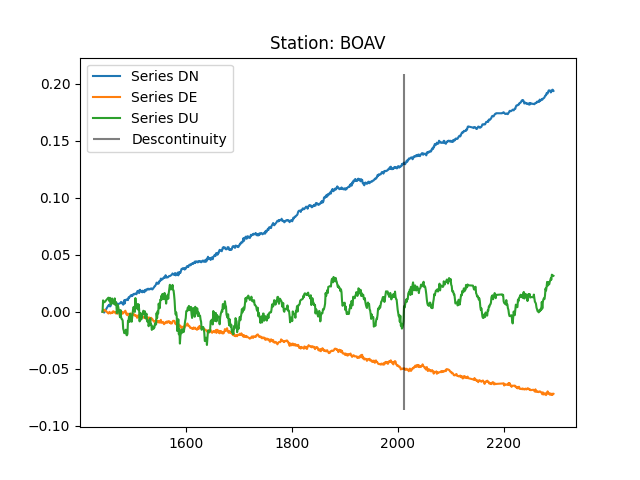 Station: BOAV
Series DN
Series DE
Series DU
Descontinuity
0.20
0.15
0.10
0.05
0.00
−0.05
−0.10
1600 1800 2000 2200